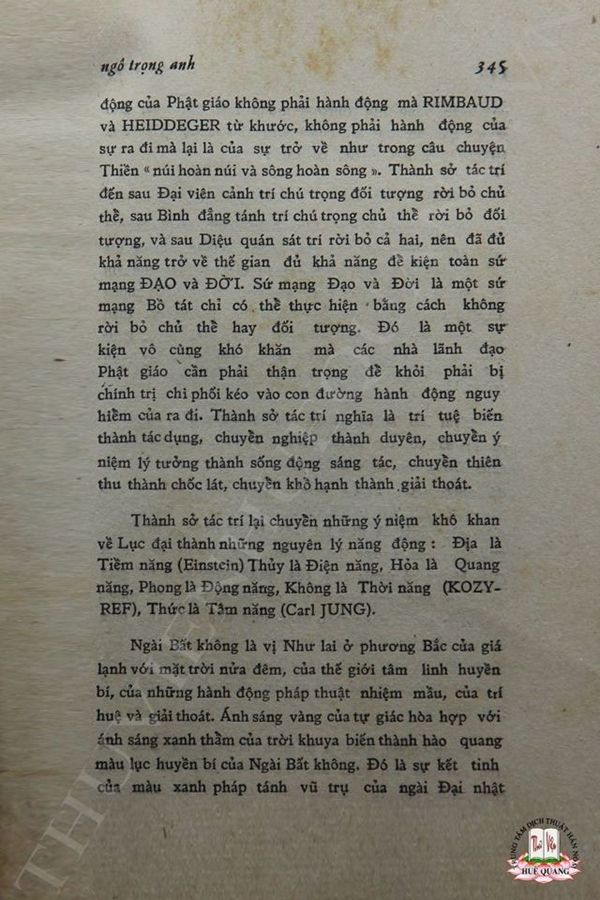 ngô trọng anh 345
động của Phật giáo không phải hành động mà RIMBAUD
và HEIDDEGER từ khước, không phải hành động của
sự ra đi mà lại là của sự trở về như trong câu chuyện
Thiền « núi hoàn núi và sông hoàn sông ». Thành sở tác trí
đến sau Đại viên cảnh trí chú trọng đối tượng rời bỏ chủ
thể, sau Bình đẳng tánh trí chú trọng chủ thể rời bỏ đối
tượng, và sau Diệu quán sát trí rời bỏ cả hai, nên đã đủ
khả năng trở về thế gian đủ khả năng để kiện toàn sứ
mạng ĐẠO và ĐỜI. Sứ mạng Đạo và Đời là một sứ
mạng Bồ tát chỉ có thể thực hiện bằng cách không
rời bỏ chủ thể hay đối tượng. Đó là một sự
kiện vô cùng khó khăn mà các nhà lãnh đạo
Phật giáo cần phải thận trọng để khỏi phải bị
chính trị chi phối kéo vào con đường hành động nguy
hiểm của ra đi. Thành sở tác trí nghĩa là trí tuệ biến
thành tác dụng, chuyển nghiệp thành duyên, chuyển ý
niệm lý tưởng thành sống động sáng tác, chuyển thiên
thu thành chốc lát, chuyển khổ hạnh thành giải thoát.
Thành sở tác trí lại chuyển những ý niệm khô khan
về Lục đại thành những nguyên lý năng động : Địa là
Tiềm năng (Einstein) Thủy là Điện năng, Hỏa là Quang
năng, Phong là Động năng, Không là Thời năng (KOZY-
REF), Thức là Tâm năng (Carl JUNG).
Ngài Bất không là vị Như lai ở phương Bắc của giá
lạnh với mặt trời nửa đêm, của thế giới tâm linh huyền
bí, của những hành động pháp thuật nhiệm mầu, của trí
huệ và giải thoát. Ánh sáng vàng của tự giác hòa hợp với
ánh sáng xanh thẳm của trời khuya biến thành hào quang
màu lục huyền bí của Ngài Bất không. Đó là sự kết tinh
của màu xanh pháp tánh vũ trụ của ngài Đại nhật
TRUNG TÂM DỊCH THUẬT HÁN NÔM
HUỆ QUANG